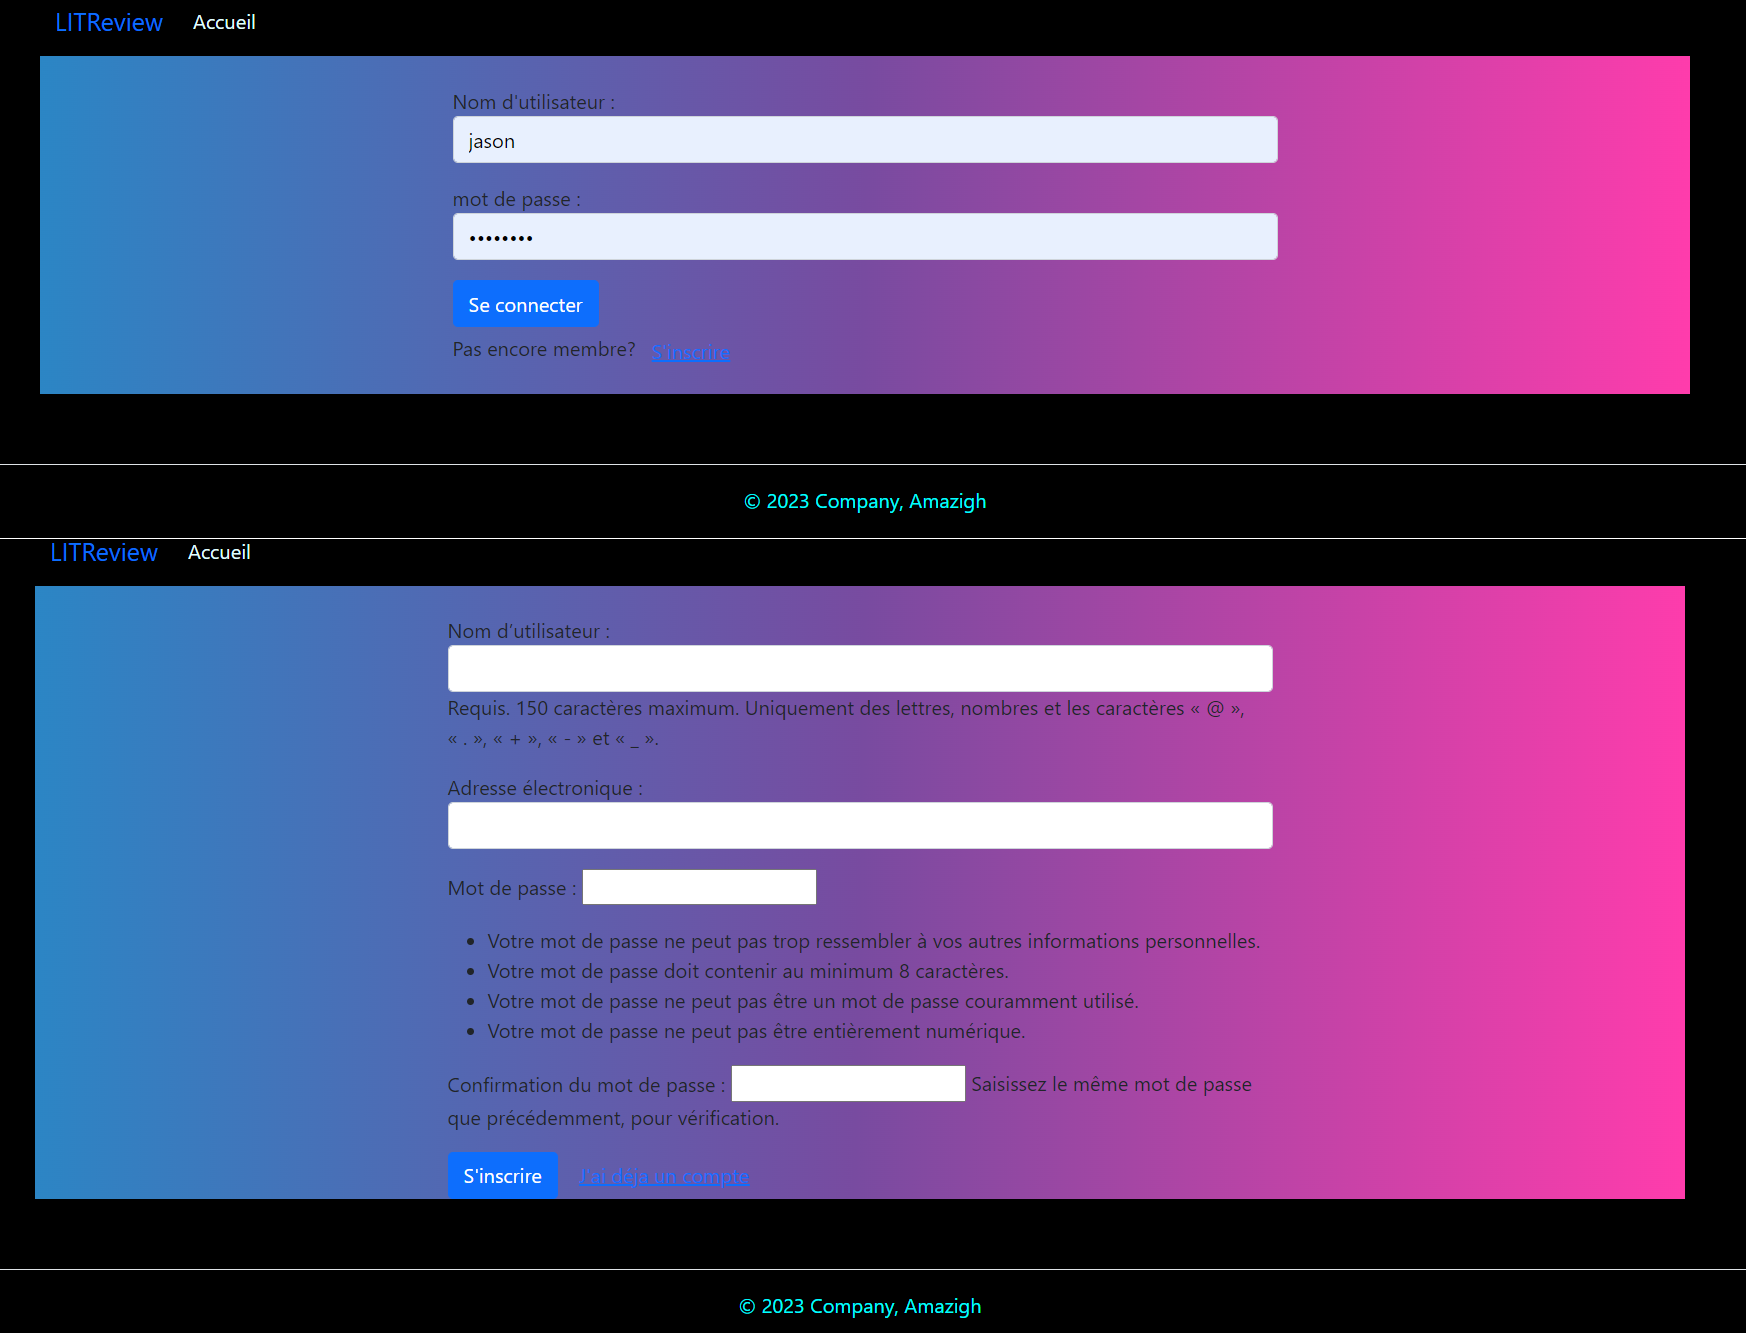 LITReview Accueil
Nom d'utilisateur :
jason
mot de passe :
••••••••
Se connecter
Pas encore membre? S'inscrire
© 2023 Company, Amazigh
LITReview Accueil
Nom d’utilisateur :
Requis. 150 caractères maximum. Uniquement des lettres, nombres et les caractères « @ »,
« . », « + », « - » et « _ ».
Adresse électronique :
Mot de passe :
• Votre mot de passe ne peut pas trop ressembler à vos autres informations personnelles.
• Votre mot de passe doit contenir au minimum 8 caractères.
• Votre mot de passe ne peut pas être un mot de passe couramment utilisé.
• Votre mot de passe ne peut pas être entièrement numérique.
Confirmation du mot de passe : Saisissez le même mot de passe
que précédemment, pour vérification.
S'inscrire J'ai déja un compte
© 2023 Company, Amazigh